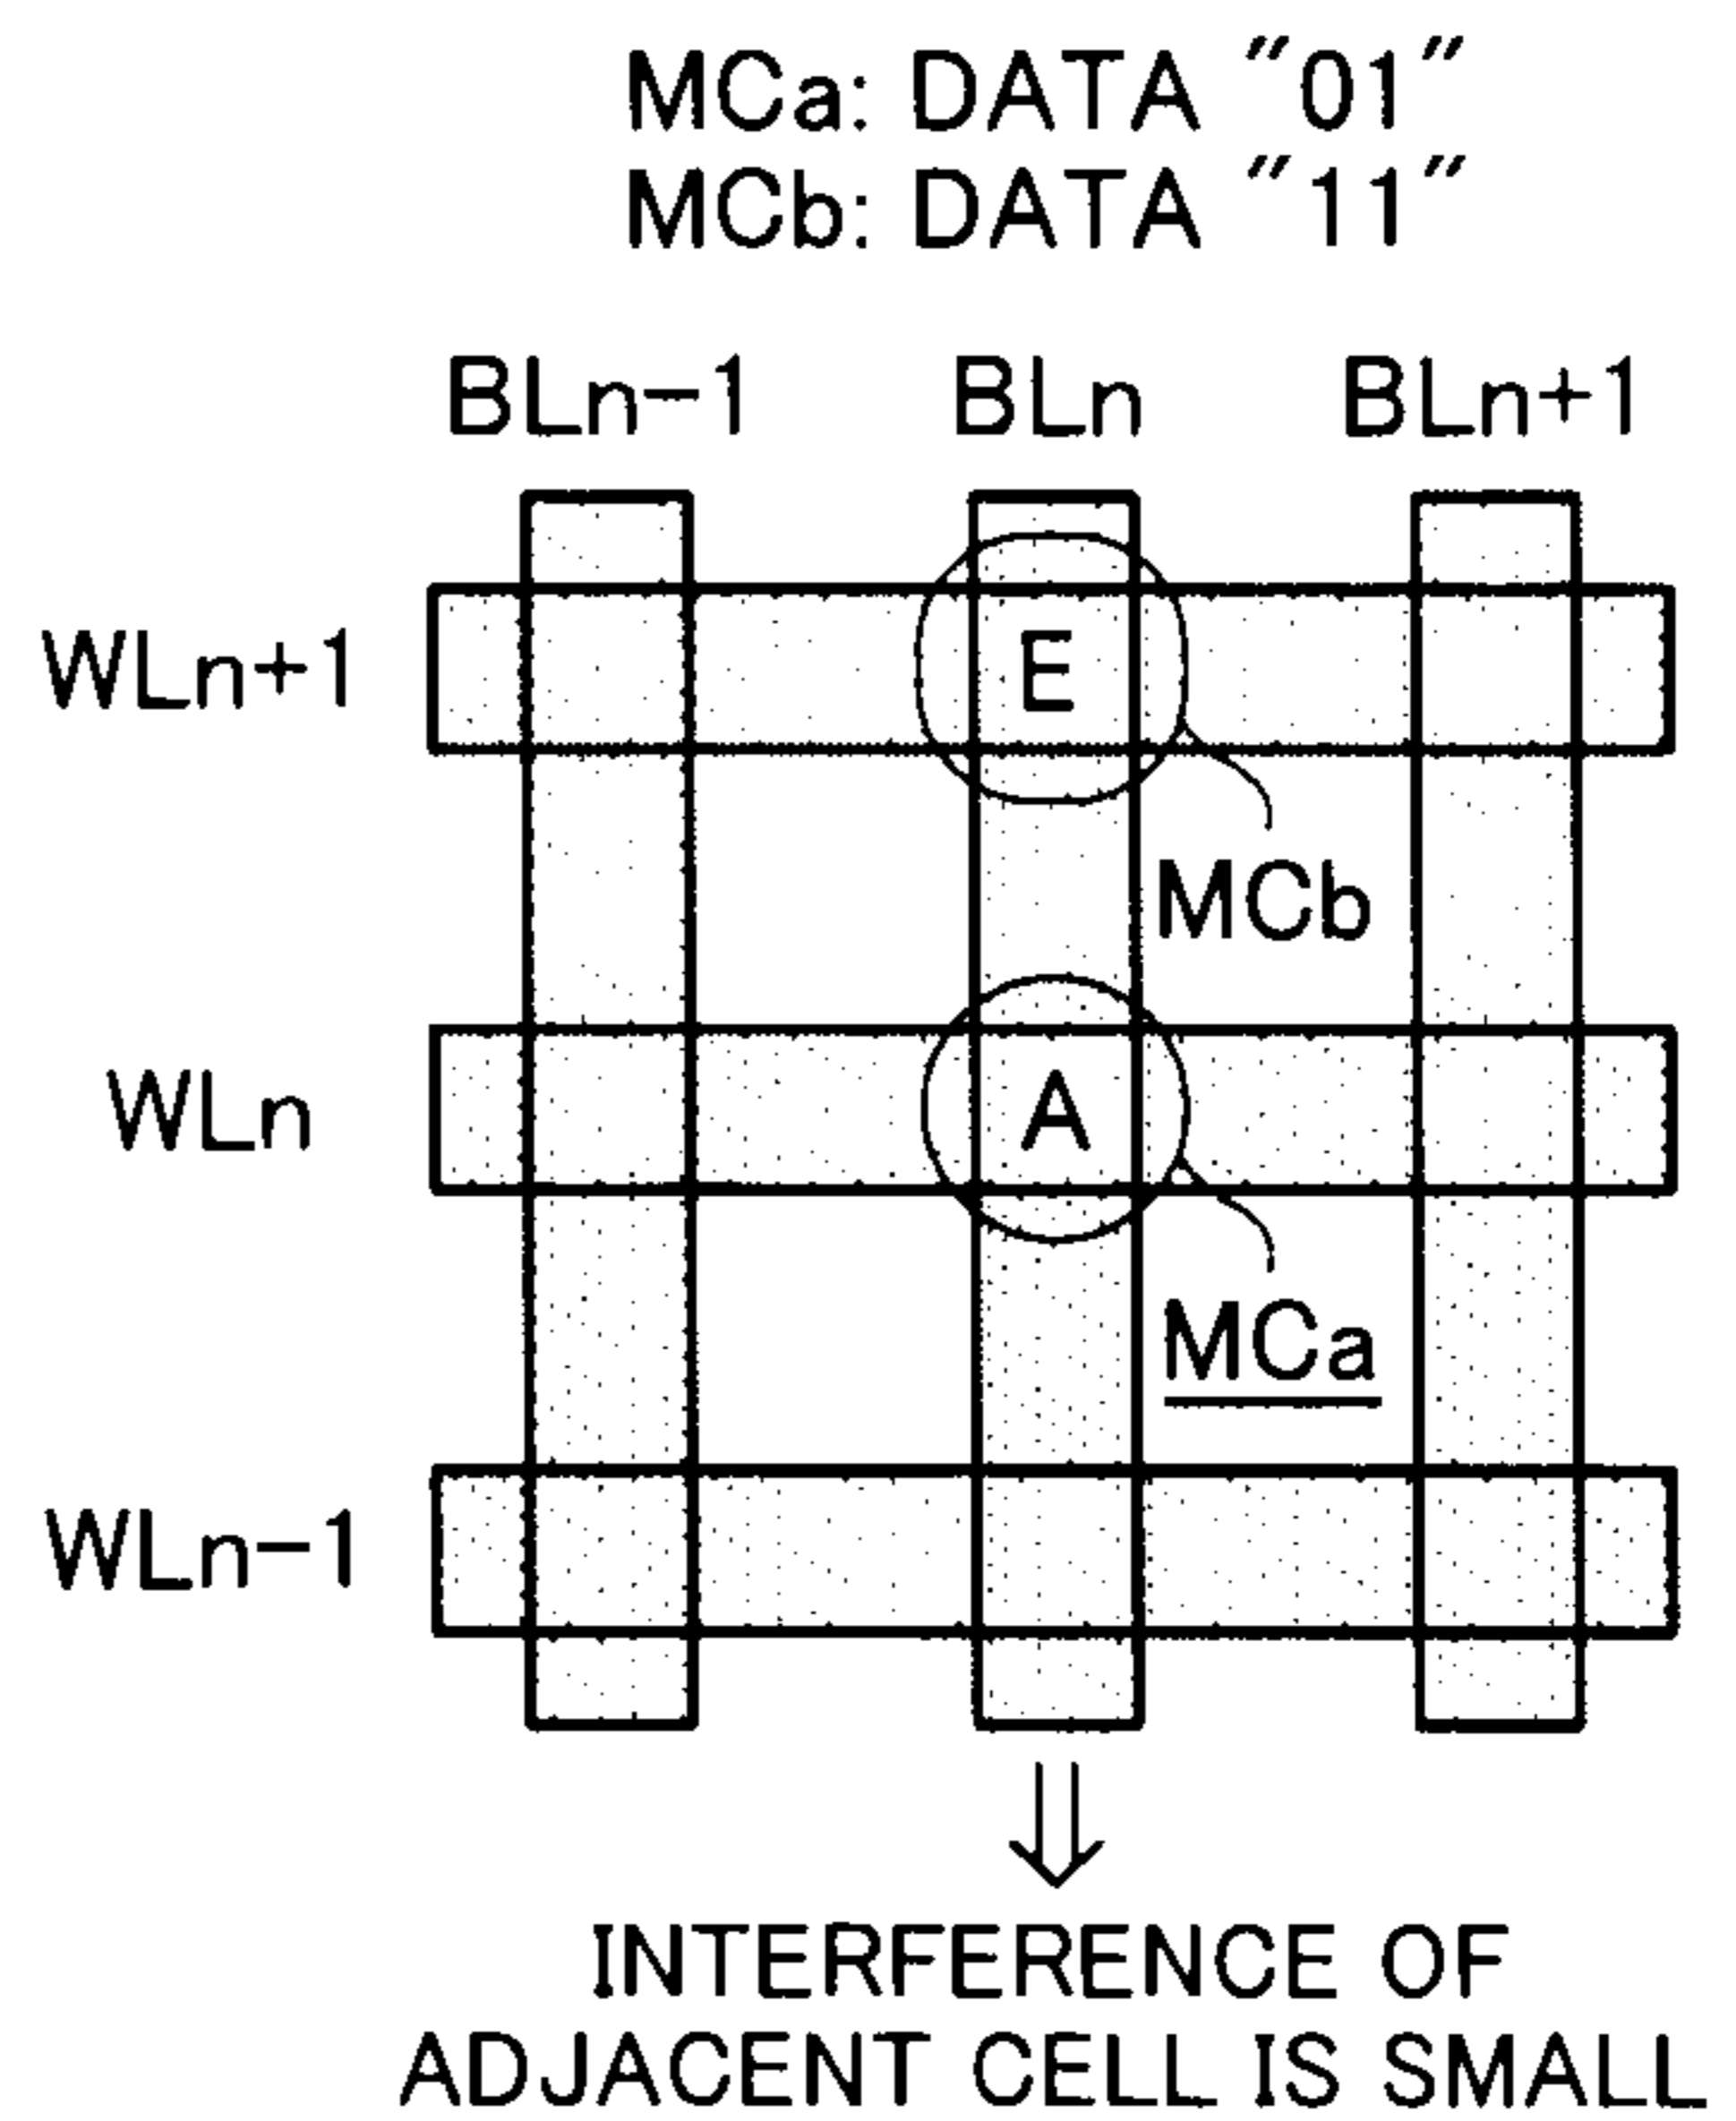 MCa: DATA "01"
MCb: DATA "11"
BLn-1 BLn BLn+1
WLn+1 E
MCb
WLn A
MCa
WLn-1
INTERFERENCE OF
ADJACENT CELL IS SMALL